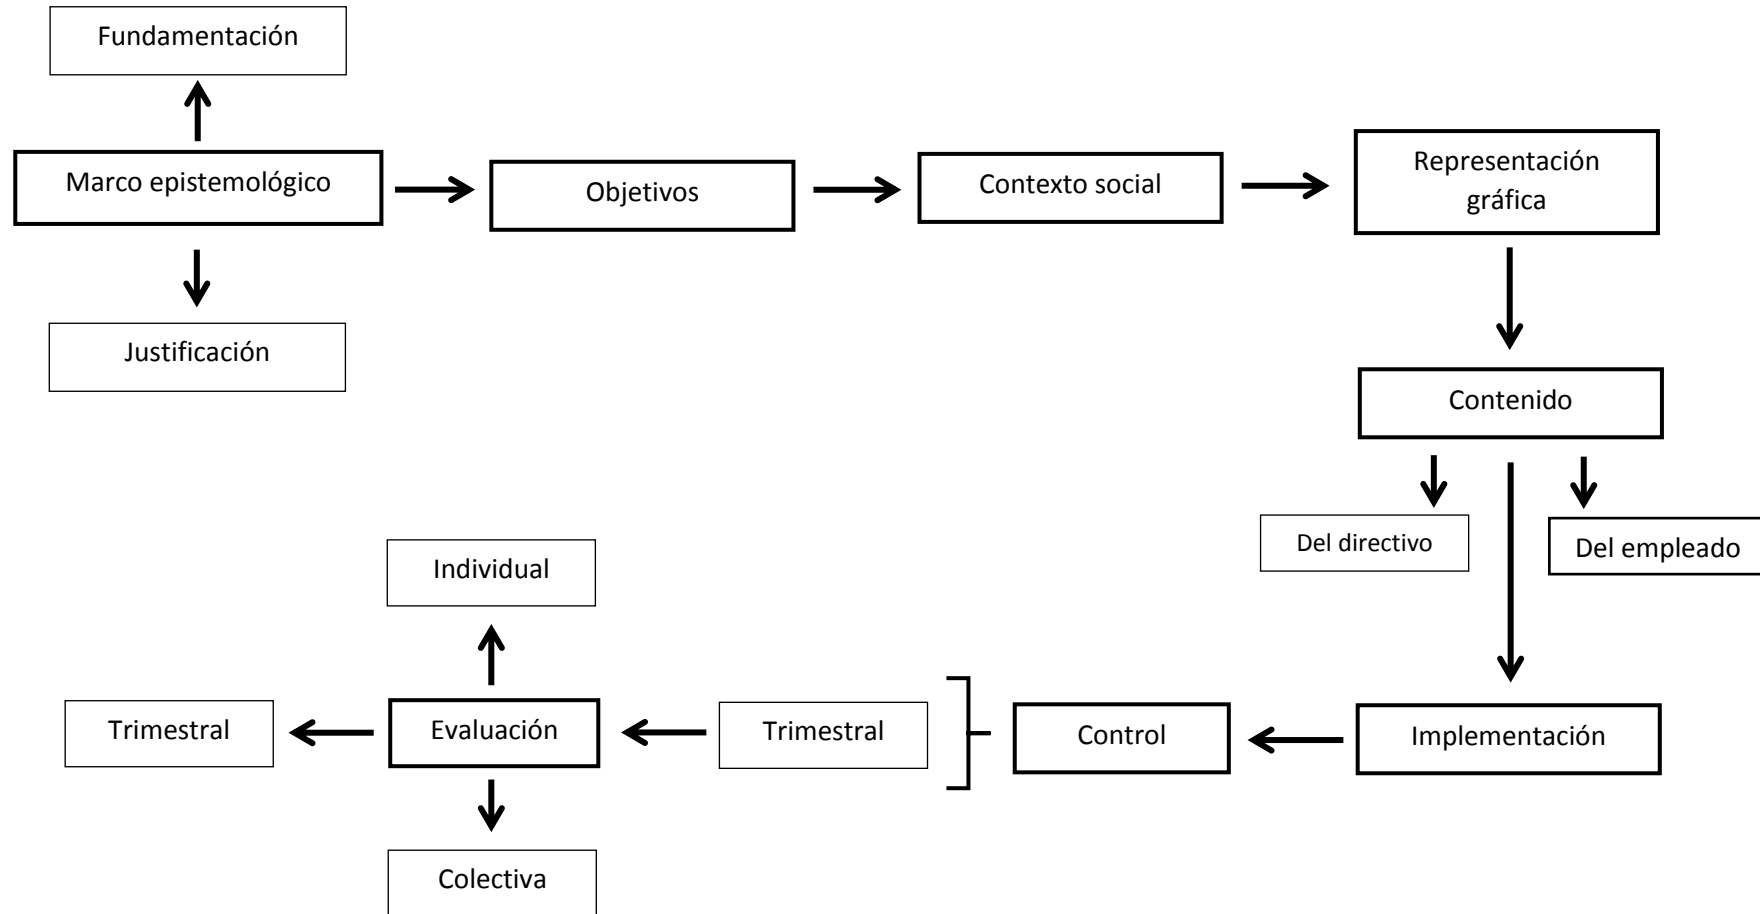 Fundamentación
Marco epistemológico
Objetivos
Contexto social
Representación
gráfica
Justificación
Contenido
Del directivo
Del empleado
Individual
Trimestral
Evaluación
Trimestral
Control
Implementación
Colectiva